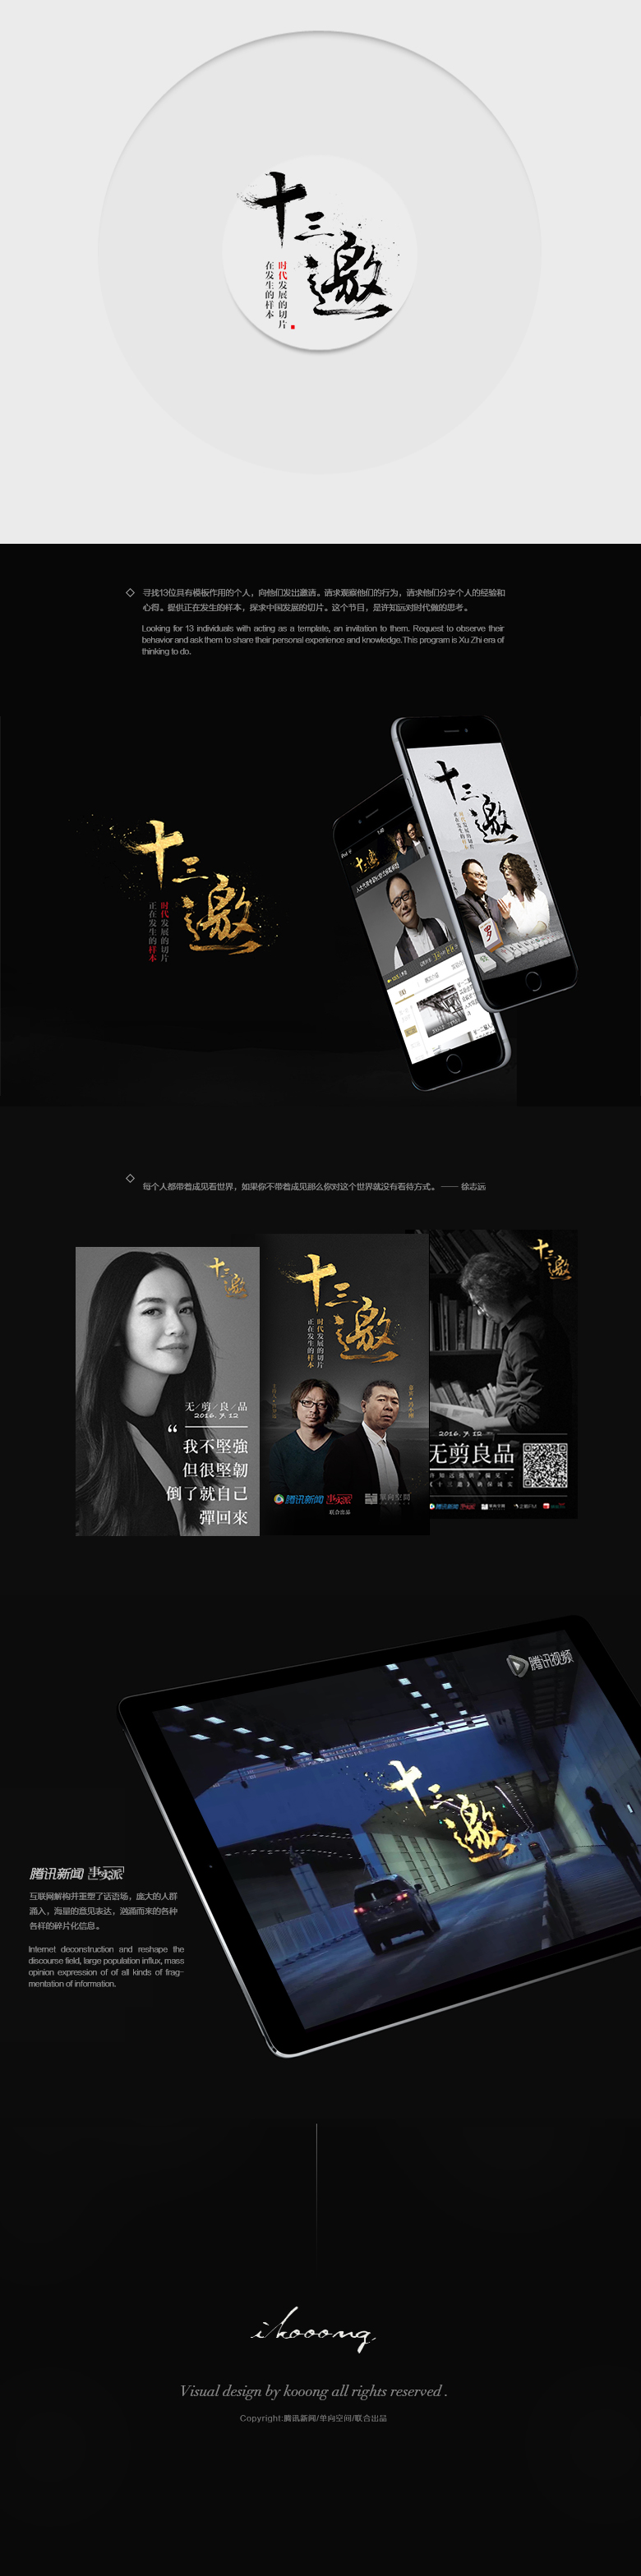 十三邀
时代发展的切片
在发生的样本
寻找13位具有模板作用的个人，向他们发出邀请。请求观察他们的行为，请求他们分享个人的经验和
心得。提供正在发生的样本，探求中国发展的切片。这个节目，是许知远对时代做的思考。
Looking for 13 individuals with acting as a template, an invitation to them. Request to observe their
behavior and ask them to share their personal experience and knowledge.This program is Xu Zhi era of
thinking to do.
十三邀
时代发展的切片
正在发生的样本
十三邀
十三邀
罗
每个人都带着成见看世界，如果你不带着成见那么你对这个世界就没有看待方式。 —— 徐志远
十三邀
无/剪/良/品
2016. 9. 12
“
我不堅強
但很堅韌
倒了就自己
彈回來
十三邀
时代发展的切片
正在发生的样本
腾讯新闻 事实派 單向空間
联合出品
十三邀
2016. 9. 12
无剪良品
腾讯视频
十三邀
腾讯新闻 事实派
互联网解构并重塑了话语场，庞大的人群
涌入，海量的意见表达，汹涌而来的各种
各样的碎片化信息。
Internet deconstruction and reshape the
discourse field, large population influx, mass
opinion expression of of all kinds of frag-
mentation of information.
ikooong
Visual design by kooong all rights reserved .
Copyright:腾讯新闻/单向空间/联合出品